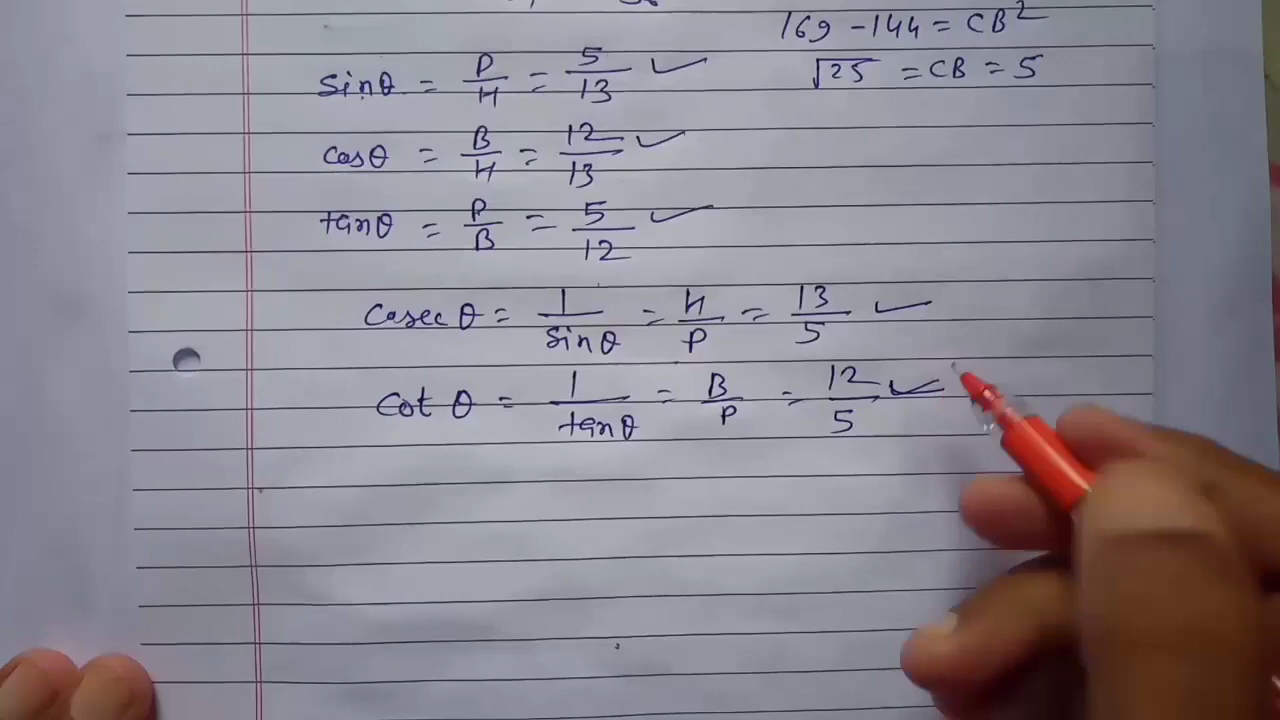 169 - 144 = CB²
√25 = CB = 5
sinθ = P/H = 5/13 ✓
cosθ = B/H = 12/13 ✓
tanθ = P/B = 5/12 ✓
Cosec θ = 1/sinθ = H/P = 13/5 ✓
Cot θ = 1/tanθ = B/P = 12/5 ✓